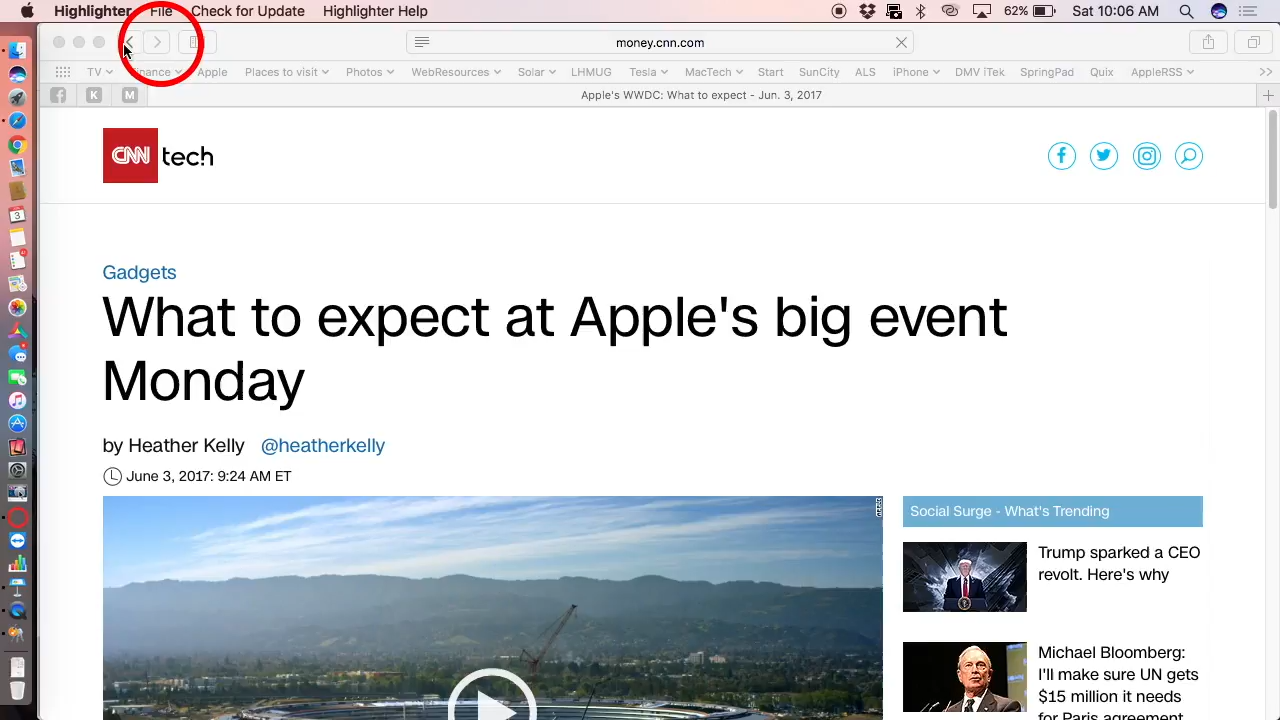 Highlighter File Check for Update Highlighter Help 62% Sat 10:06 AM
money.cnn.com
TV Finance Apple Places to visit Photos WebResources Solar LHMUG Tesla MacTech Start SunCity ALS iPhone DMV iTek SpringPad Quix AppleRSS >>
f K M Apple's WWDC: What to expect - Jun. 3, 2017
CNN tech
Gadgets
What to expect at Apple's big event
Monday
by Heather Kelly @heatherkelly
June 3, 2017: 9:24 AM ET
Social Surge - What's Trending
Trump sparked a CEO
revolt. Here's why
Michael Bloomberg:
I'll make sure UN gets
$15 million it needs
for Paris agreement